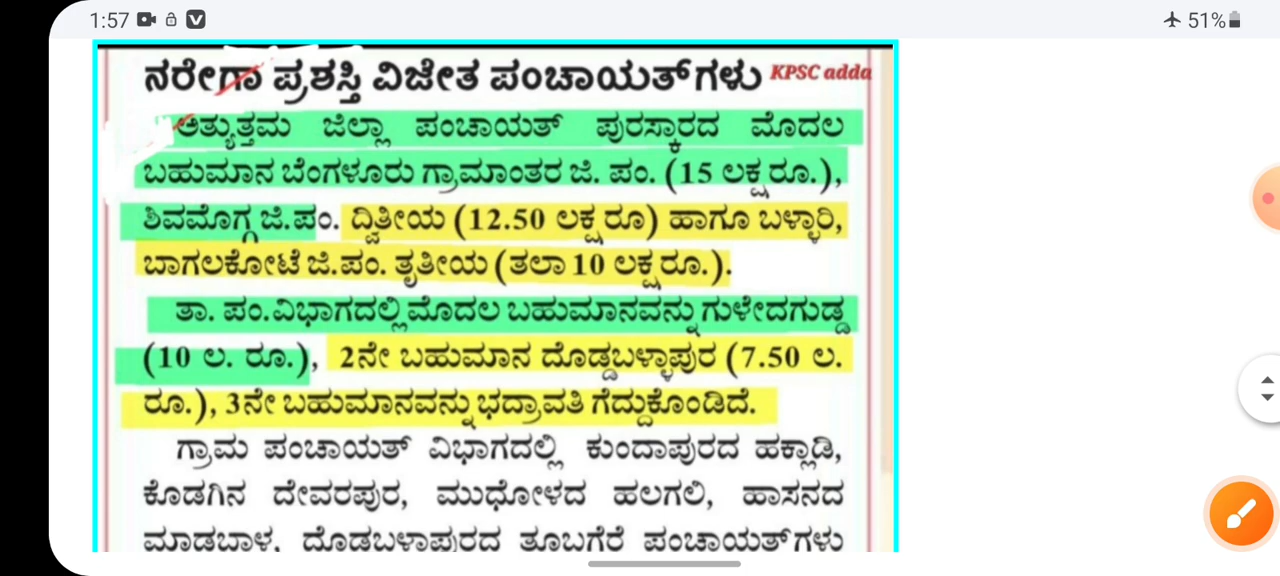 1:57
51%
ನರೇಗಾ ಪ್ರಶಸ್ತಿ ವಿಜೇತ ಪಂಚಾಯತ್‌ಗಳು KPSC adda
ಅತ್ಯುತ್ತಮ ಜಿಲ್ಲಾ ಪಂಚಾಯತ್ ಪುರಸ್ಕಾರದ ಮೊದಲ
ಬಹುಮಾನ ಬೆಂಗಳೂರು ಗ್ರಾಮಾಂತರ ಜಿ. ಪಂ. (15 ಲಕ್ಷ ರೂ.),
ಶಿವಮೊಗ್ಗ ಜಿ.ಪಂ. ದ್ವಿತೀಯ (12.50 ಲಕ್ಷ ರೂ) ಹಾಗೂ ಬಳ್ಳಾರಿ,
ಬಾಗಲಕೋಟೆ ಜಿ.ಪಂ. ತೃತೀಯ (ತಲಾ 10 ಲಕ್ಷ ರೂ.).
ತಾ. ಪಂ.ವಿಭಾಗದಲ್ಲಿ ಮೊದಲ ಬಹುಮಾನವನ್ನು ಗುಳೇದಗುಡ್ಡ
(10 ಲ. ರೂ.), 2ನೇ ಬಹುಮಾನ ದೊಡ್ಡಬಳ್ಳಾಪುರ (7.50 ಲ.
ರೂ.), 3ನೇ ಬಹುಮಾನವನ್ನು ಭದ್ರಾವತಿ ಗೆದ್ದುಕೊಂಡಿದೆ.
ಗ್ರಾಮ ಪಂಚಾಯತ್ ವಿಭಾಗದಲ್ಲಿ ಕುಂದಾಪುರದ ಹಕ್ಲಾಡಿ,
ಕೊಡಗಿನ ದೇವರಪುರ, ಮುಧೋಳದ ಹಲಗಲಿ, ಹಾಸನದ
ಮಾಡಬಾಳ, ದೊಡ್ಡಬಳ್ಳಾಪುರದ ತೂಬಗೆರೆ ಪಂಚಾಯತ್‌ಗಳು